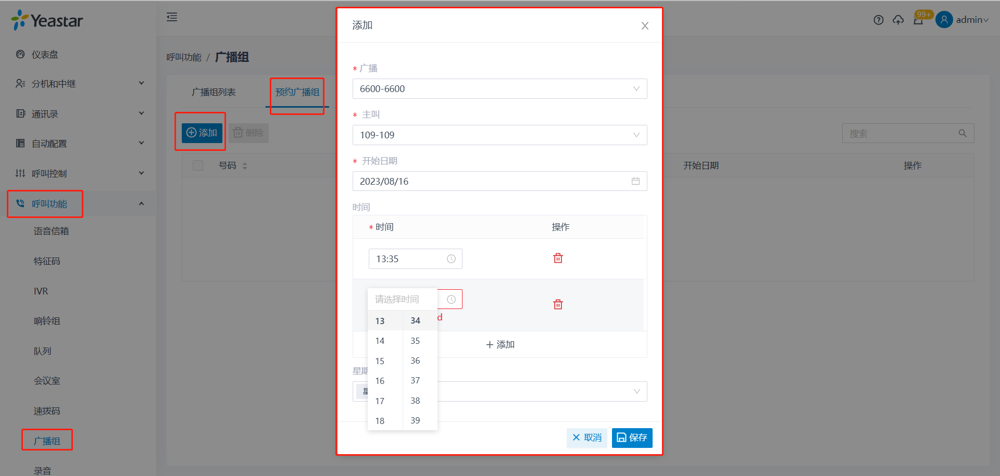 Yeastar
仪表盘
分机和中继
通讯录
自动配置
呼叫控制
呼叫功能
语音信箱
特征码
IVR
响铃组
队列
会议室
速拨码
广播组
录音
99+
admin
呼叫功能 / 广播组
广播组列表
预约广播组
添加
删除
搜索
号码
开始日期
操作
添加
* 广播
6600-6600
* 主叫
109-109
* 开始日期
2023/08/16
时间
* 时间
操作
13:35
请选择时间
d
13 34
14 35
15 36
16 37
17 38
18 39
+ 添加
星期
取消
保存